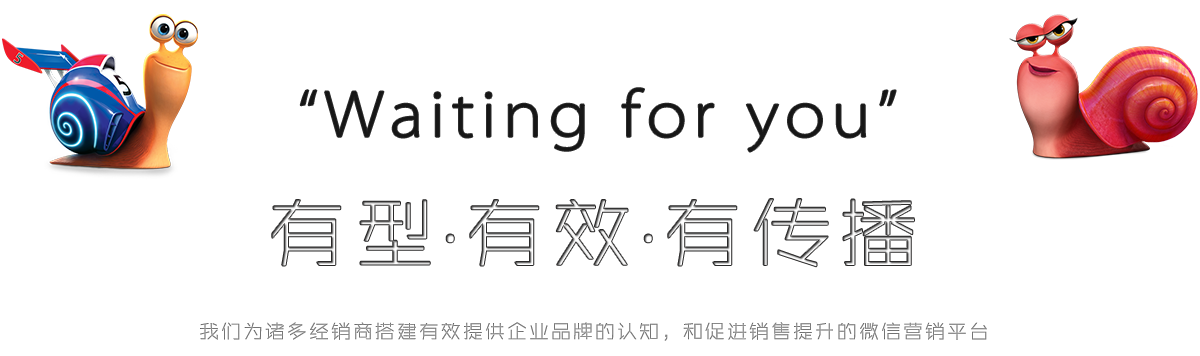 “Waiting for you”
有型·有效·有传播
我们为诸多经销商搭建有效提供企业品牌的认知，和促进销售提升的微信营销平台
5
5